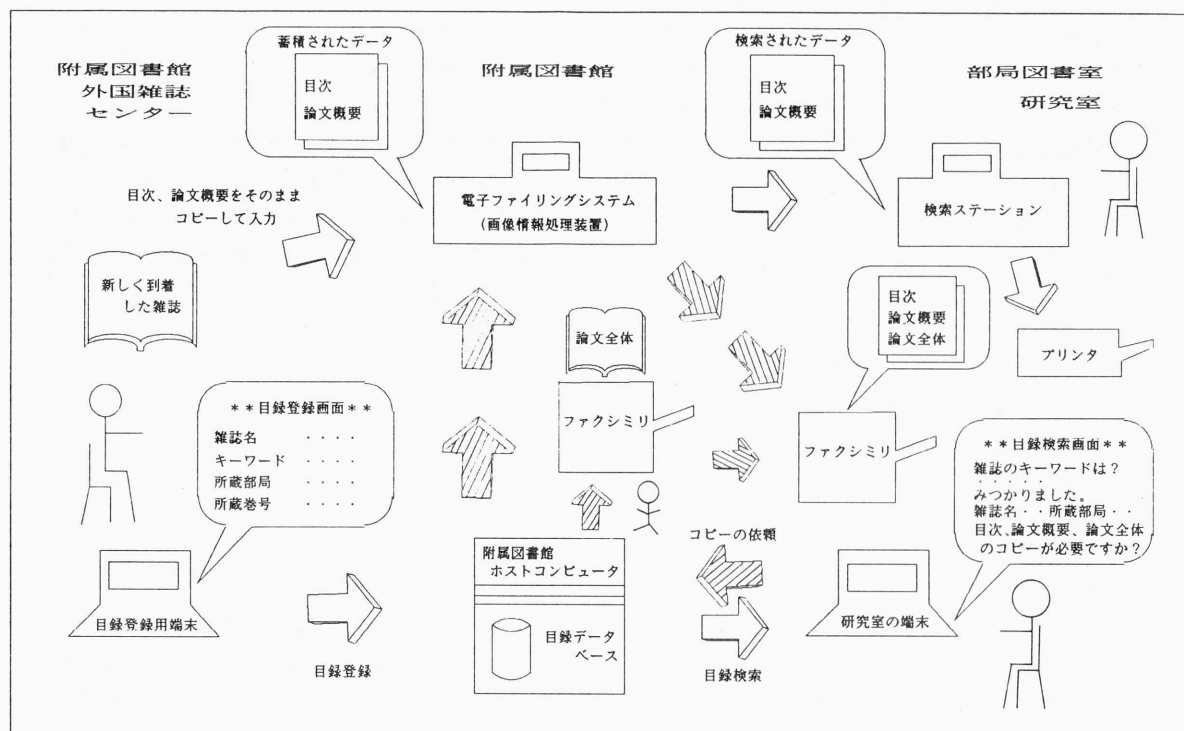 附属図書館
外国雑誌
センター
蓄積されたデータ
目次
論文概要
附属図書館
検索されたデータ
目次
論文概要
部局図書室
研究室
目次、論文概要をそのまま
コピーして入力
電子ファイリングシステム
(画像情報処理装置)
検索ステーション
新しく到着
した雑誌
論文全体
ファクシミリ
目次
論文概要
論文全体
ファクシミリ
プリンタ
**目録登録画面**
雑誌名 ・・・・
キーワード ・・・・
所蔵部局 ・・・・
所蔵巻号 ・・・・
目録登録用端末
目録登録
附属図書館
ホストコンピュータ
目録データ
ベース
コピーの依頼
目録検索
**目録検索画面**
雑誌のキーワードは?
・・・・・
みつかりました。
雑誌名・・所蔵部局・・
目次、論文概要、論文全体
のコピーが必要ですか?
研究室の端末